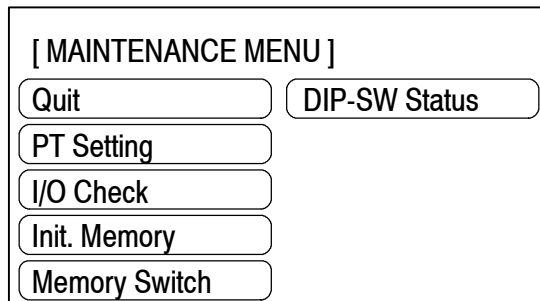 [ MAINTENANCE MENU ]
Quit
DIP-SW Status
PT Setting
I/O Check
Init. Memory
Memory Switch